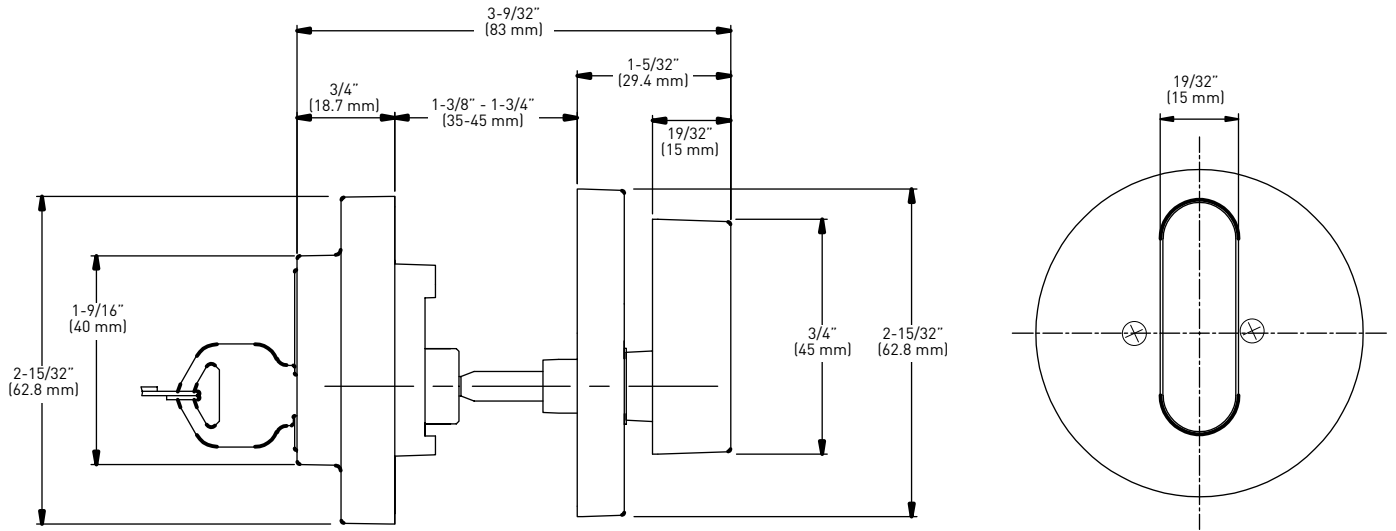 3-9/32”
(83 mm)
1-5/32”
(29.4 mm)
3/4”
(18.7 mm)
1-3/8” - 1-3/4”
(35-45 mm)
19/32”
(15 mm)
19/32”
(15 mm)
1-9/16”
(40 mm)
2-15/32”
(62.8 mm)
3/4”
(45 mm)
2-15/32”
(62.8 mm)